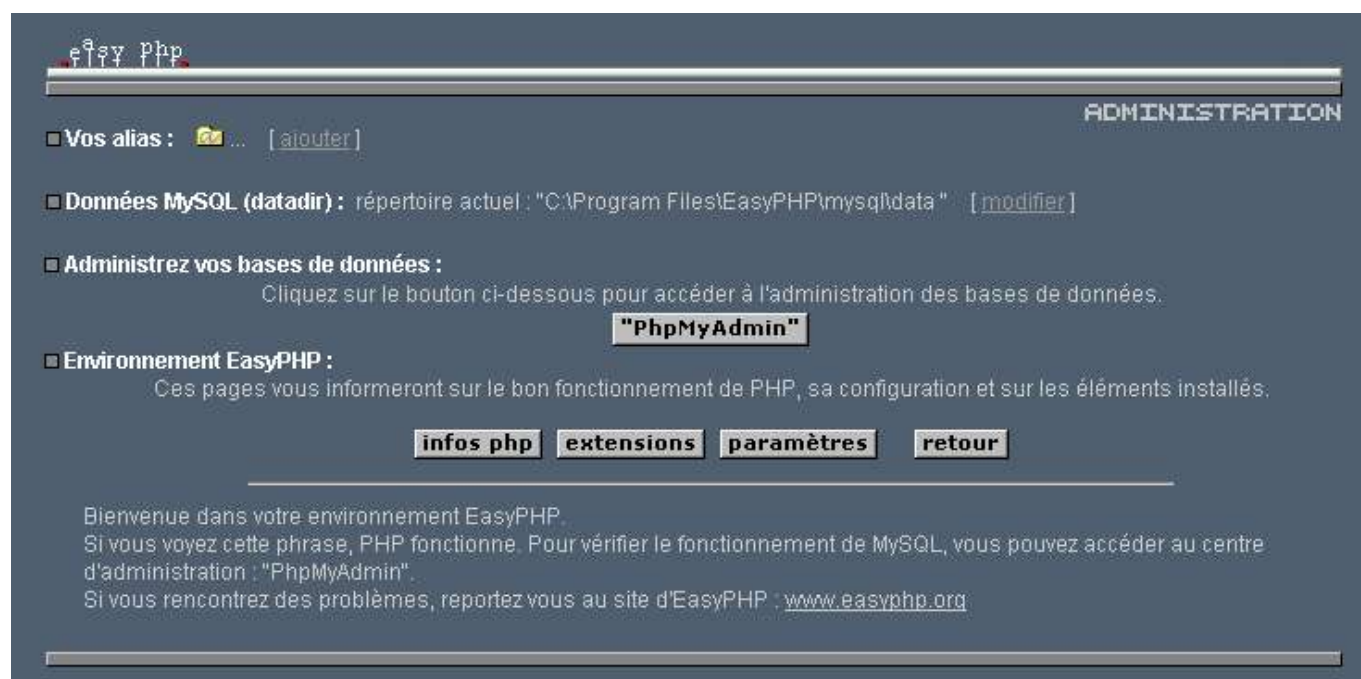 easy php
ADMINISTRATION
Vos alias : ... [ajouter]
Données MySQL (datadir) : répertoire actuel : "C:\Program Files\EasyPHP\mysql\data" [modifier]
Administrez vos bases de données :
Cliquez sur le bouton ci-dessous pour accéder à l'administration des bases de données.
"PhpMyAdmin"
Environnement EasyPHP :
Ces pages vous informeront sur le bon fonctionnement de PHP, sa configuration et sur les éléments installés.
infos php extensions paramètres retour
Bienvenue dans votre environnement EasyPHP.
Si vous voyez cette phrase, PHP fonctionne. Pour vérifier le fonctionnement de MySQL, vous pouvez accéder au centre
d'administration : "PhpMyAdmin".
Si vous rencontrez des problèmes, reportez vous au site d'EasyPHP : www.easyphp.org